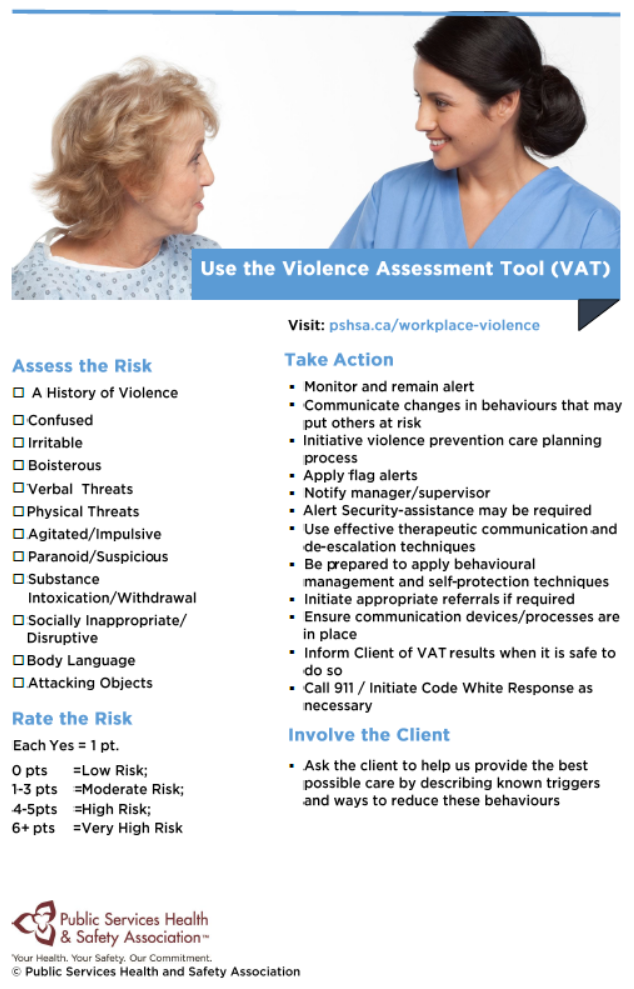 Use the Violence Assessment Tool (VAT)
Visit: pshsa.ca/workplace-violence
Assess the Risk
A History of Violence
Confused
Irritable
Boisterous
Verbal Threats
Physical Threats
Agitated/Impulsive
Paranoid/Suspicious
Substance
Intoxication/Withdrawal
Socially Inappropriate/
Disruptive
Body Language
Attacking Objects
Rate the Risk
Each Yes = 1 pt.
0 pts =Low Risk;
1-3 pts =Moderate Risk;
4-5pts =High Risk;
6+ pts =Very High Risk
Take Action
▪ Monitor and remain alert
▪ Communicate changes in behaviours that may
put others at risk
▪ Initiative violence prevention care planning
process
▪ Apply flag alerts
▪ Notify manager/supervisor
▪ Alert Security-assistance may be required
▪ Use effective therapeutic communication and
de-escalation techniques
▪ Be prepared to apply behavioural
management and self-protection techniques
▪ Initiate appropriate referrals if required
▪ Ensure communication devices/processes are
in place
▪ Inform Client of VAT results when it is safe to
do so
▪ Call 911 / Initiate Code White Response as
necessary
Involve the Client
▪ Ask the client to help us provide the best
possible care by describing known triggers
and ways to reduce these behaviours
Public Services Health
& Safety Association™
Your Health. Your Safety. Our Commitment.
© Public Services Health and Safety Association